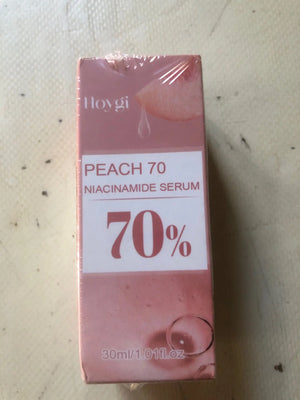 Hoygi
PEACH 70
NIACINAMIDE SERUM
70%
30ml/1.01fl.oz